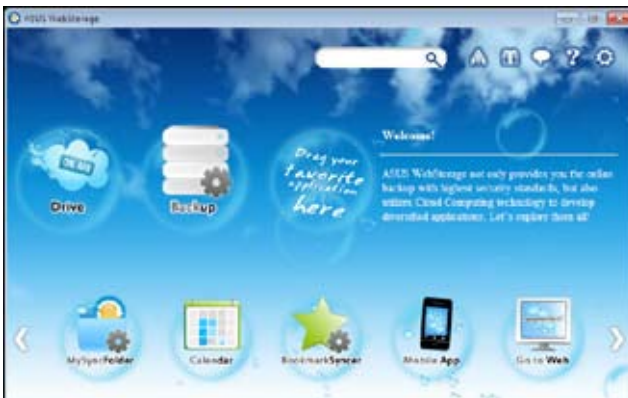 ASUS WebStorage
Drag your
favorite
application
here
Welcome!
ASUS WebStorage not only provides you the online
backup with highest security standards, but also
utilizes Cloud Computing technology to develop
diversified applications. Let's explore them all!
Drive
Backup
MySyncFolder
Calendar
BookmarkSyncer
Mobile App
Go to Web